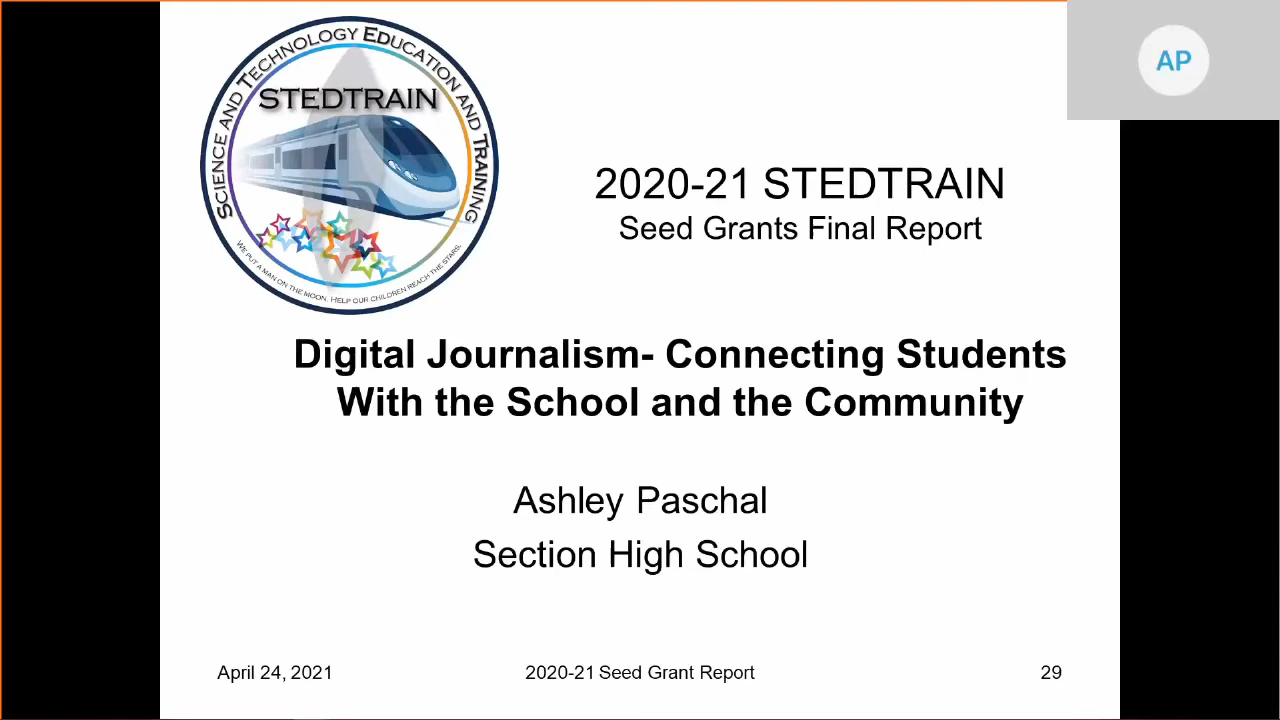 SCIENCE AND TECHNOLOGY EDUCATION AND TRAINING
STEDTRAIN
WE PUT A MAN ON THE MOON. HELP OUR CHILDREN REACH THE STARS.
AP
2020-21 STEDTRAIN
Seed Grants Final Report
Digital Journalism- Connecting Students
With the School and the Community
Ashley Paschal
Section High School
April 24, 2021
2020-21 Seed Grant Report
29